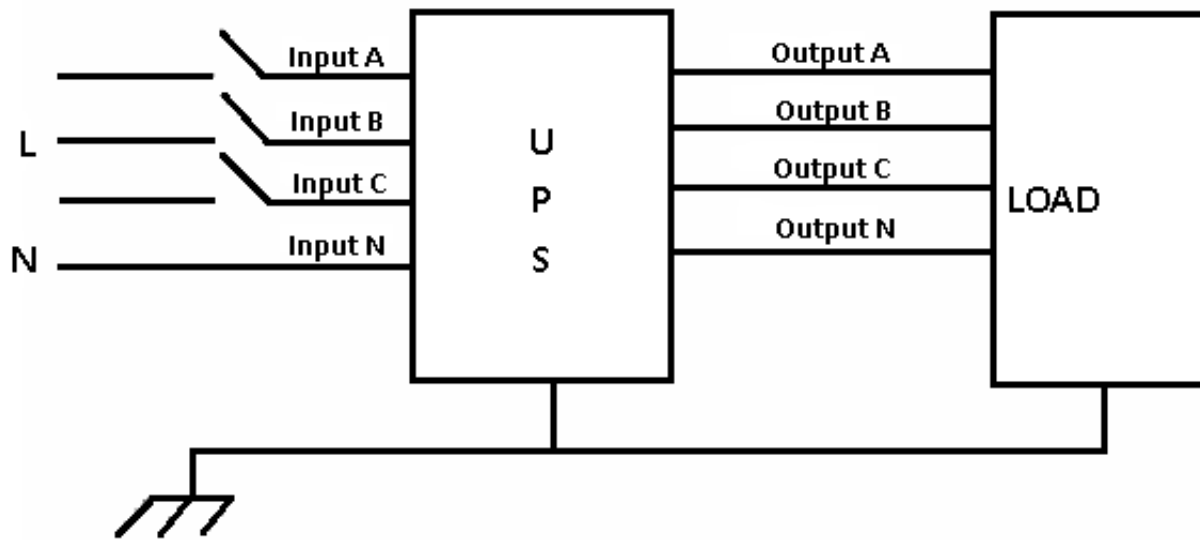 Input A
Output A
Input B
Output B
L
U
Input C
Output C
P
LOAD
Input N
Output N
N
S